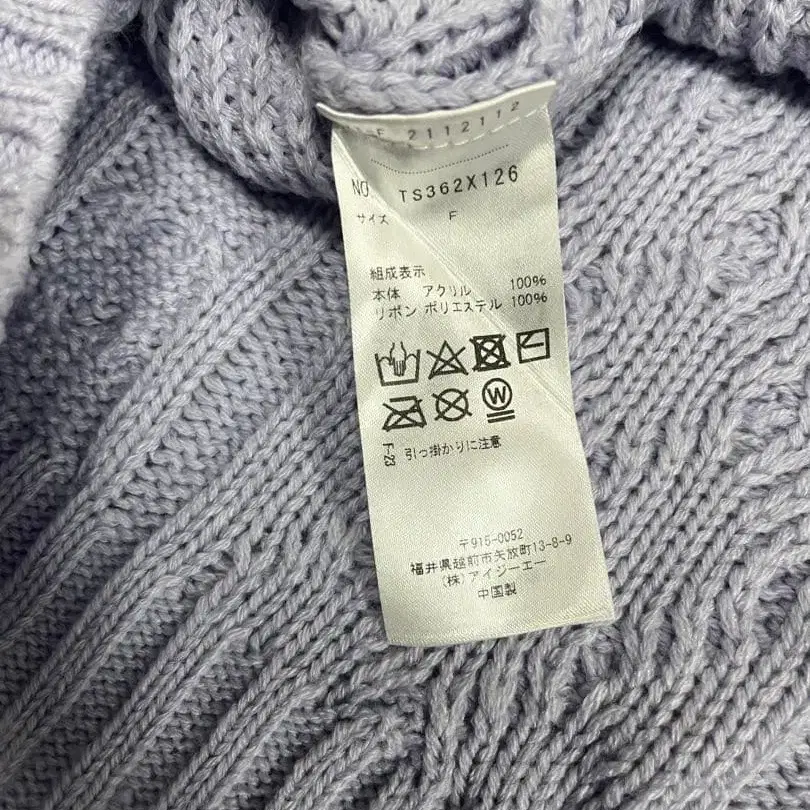 2112112
NO. TS362X126
サイズ F
組成表示
本体 アクリル 100%
リボン ポリエステル 100%
W
F-23 引っ掛かりに注意
〒915-0052
福井県越前市矢放町13-8-9
(株)アイジーエー
中国製